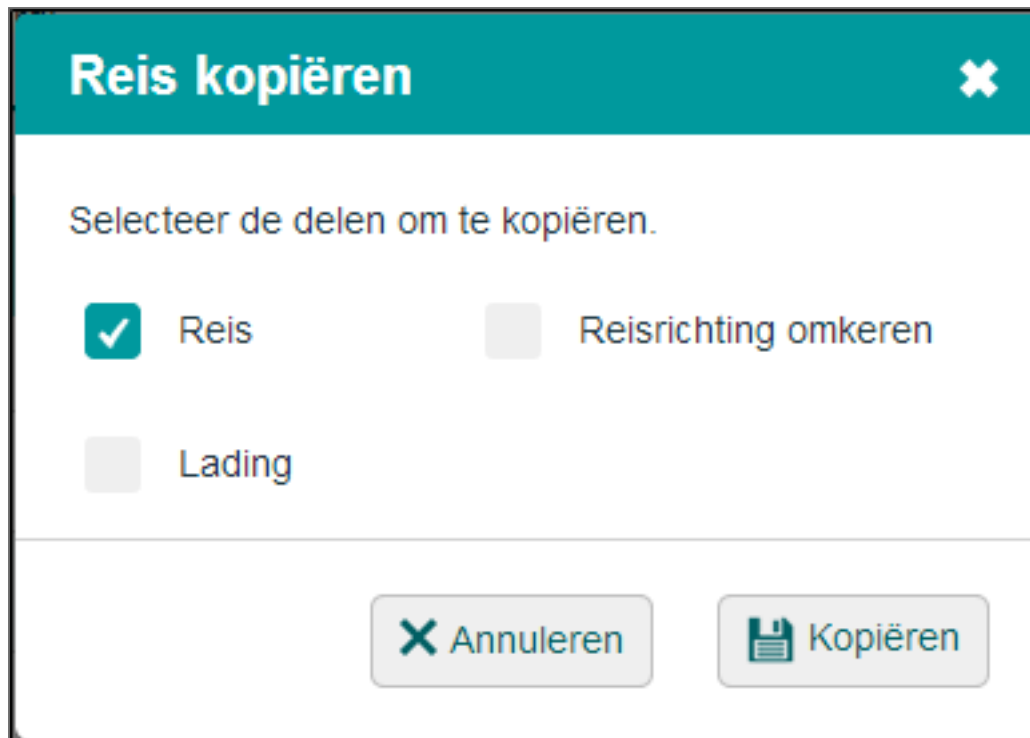 Reis kopiëren
Selecteer de delen om te kopiëren.
Reis Reisrichting omkeren
Lading
Annuleren Kopiëren